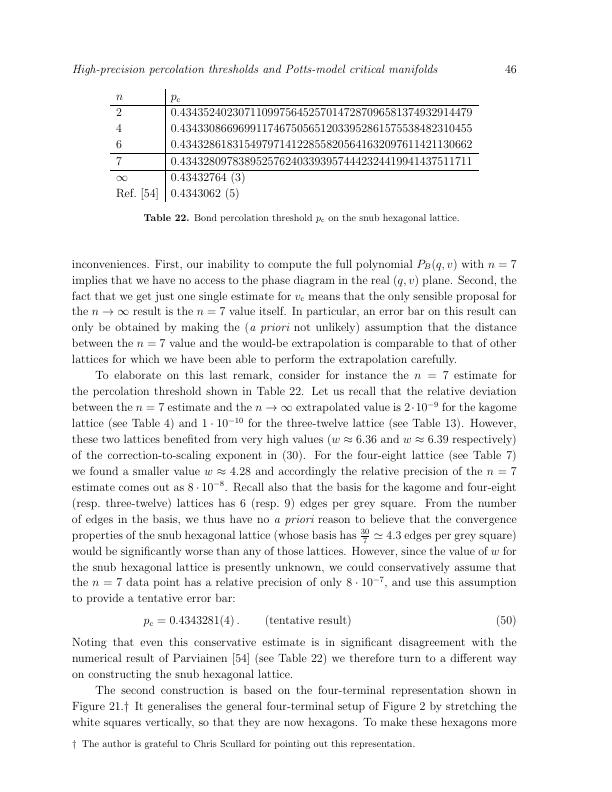 High-precision percolation thresholds and Potts-model critical manifolds 46
n p_c
2 0.434352402307110997564525701472870965813749329​14479
4 0.43433086696991174675056512033952861575538482310455
6 0.43432861831549797141228558205641632097611421130662
7 0.43432809783895257624033939574442324419941437511711
∞ 0.43432764 (3)
Ref. [54] 0.4343062 (5)
Table 22. Bond percolation threshold p_c on the snub hexagonal lattice.
inconveniences. First, our inability to compute the full polynomial P_B(q, v) with n = 7
implies that we have no access to the phase diagram in the real (q, v) plane. Second, the
fact that we get just one single estimate for v_c means that the only sensible proposal for
the n → ∞ result is the n = 7 value itself. In particular, an error bar on this result can
only be obtained by making the (a priori not unlikely) assumption that the distance
between the n = 7 value and the would-be extrapolation is comparable to that of other
lattices for which we have been able to perform the extrapolation carefully.
To elaborate on this last remark, consider for instance the n = 7 estimate for
the percolation threshold shown in Table 22. Let us recall that the relative deviation
between the n = 7 estimate and the n → ∞ extrapolated value is 2·10⁻⁹ for the kagome
lattice (see Table 4) and 1 · 10⁻¹⁰ for the three-twelve lattice (see Table 13). However,
these two lattices benefited from very high values (w ≈ 6.36 and w ≈ 6.39 respectively)
of the correction-to-scaling exponent in (30). For the four-eight lattice (see Table 7)
we found a smaller value w ≈ 4.28 and accordingly the relative precision of the n = 7
estimate comes out as 8 · 10⁻⁸. Recall also that the basis for the kagome and four-eight
(resp. three-twelve) lattices has 6 (resp. 9) edges per grey square. From the number
of edges in the basis, we thus have no a priori reason to believe that the convergence
properties of the snub hexagonal lattice (whose basis has 30/7 ≃ 4.3 edges per grey square)
would be significantly worse than any of those lattices. However, since the value of w for
the snub hexagonal lattice is presently unknown, we could conservatively assume that
the n = 7 data point has a relative precision of only 8 · 10⁻⁷, and use this assumption
to provide a tentative error bar:
p_c = 0.4343281(4) . (tentative result) (50)
Noting that even this conservative estimate is in significant disagreement with the
numerical result of Parviainen [54] (see Table 22) we therefore turn to a different way
on constructing the snub hexagonal lattice.
The second construction is based on the four-terminal representation shown in
Figure 21.† It generalises the general four-terminal setup of Figure 2 by stretching the
white squares vertically, so that they are now hexagons. To make these hexagons more
† The author is grateful to Chris Scullard for pointing out this representation.